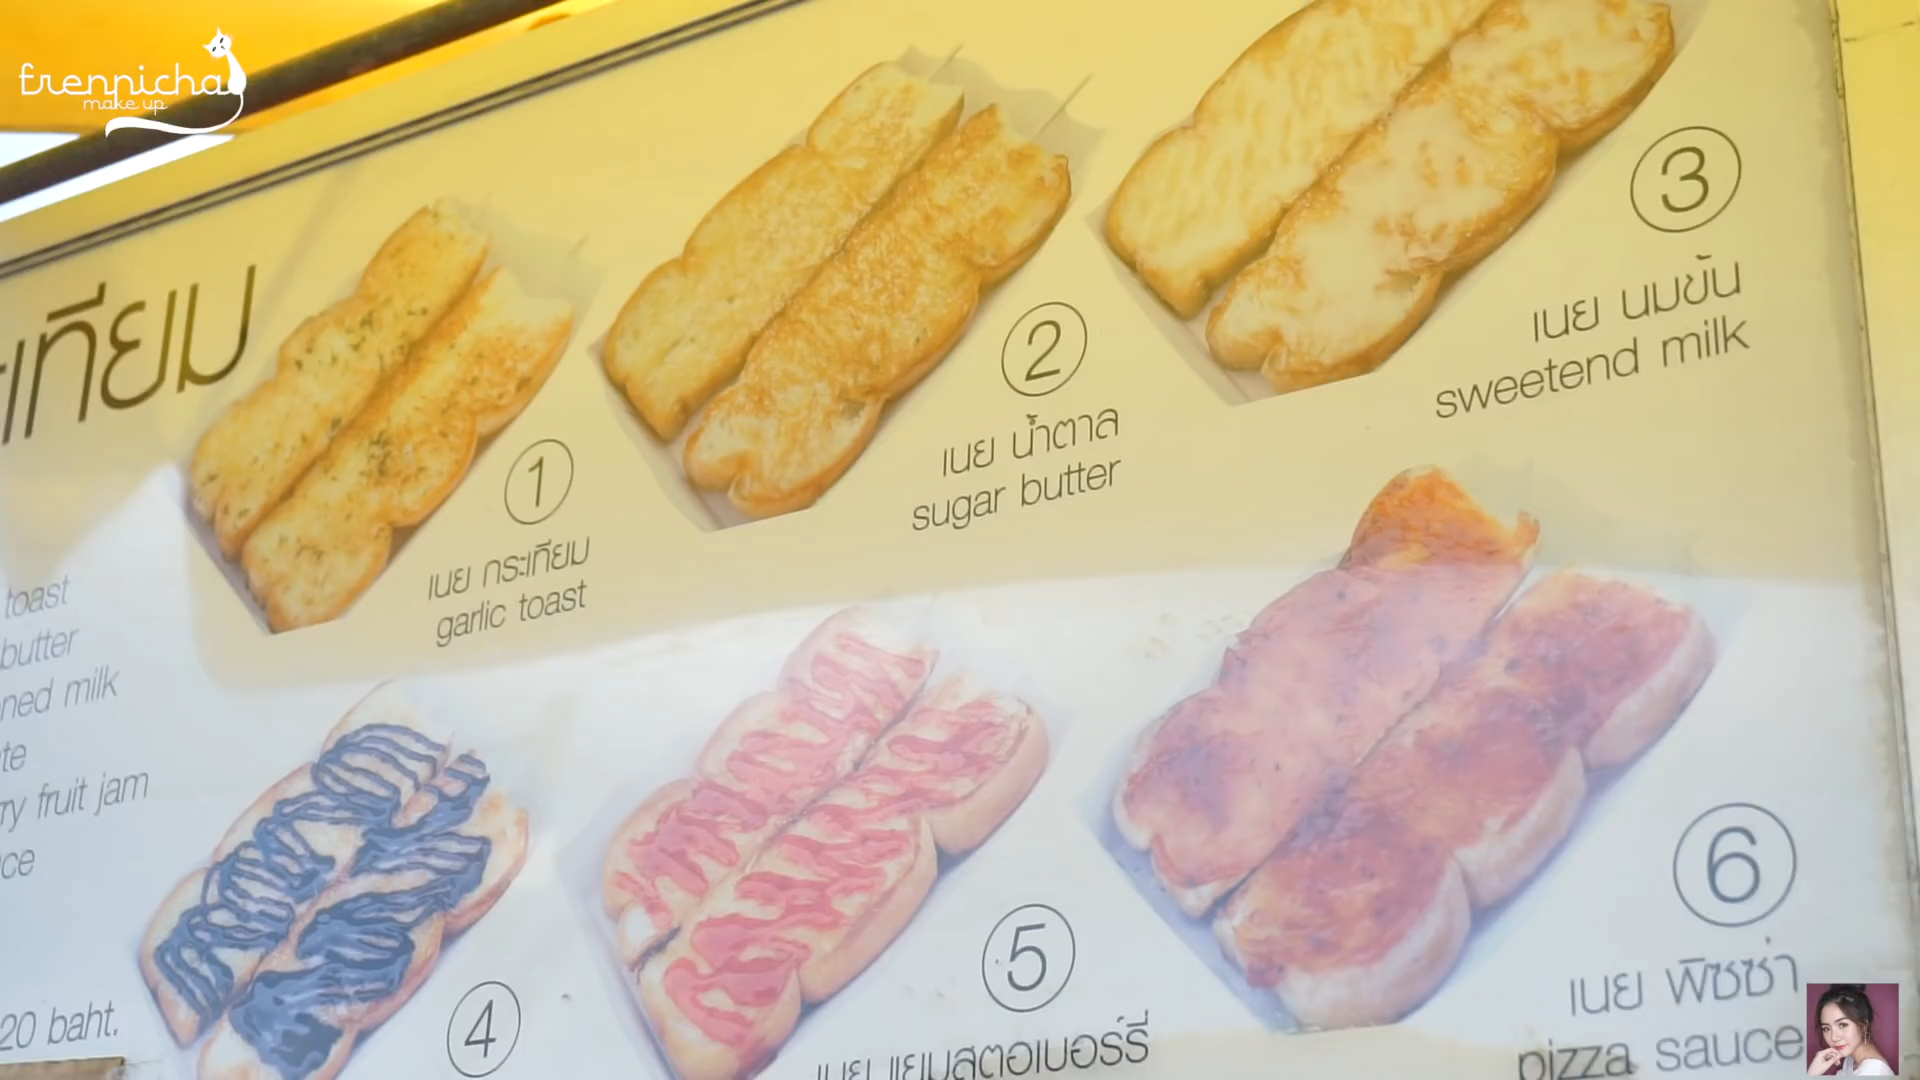 frennicha
make up
ะเทียม
1
เนย กระเทียม
garlic toast
2
เนย น้ำตาล
sugar butter
3
เนย นมข้น
sweetend milk
toast
butter
ned milk
te
ry fruit jam
ce
20 baht.
4
5
เนย แยมสตอเบอร์รี่
6
เนย พิซซ่า
pizza sauce